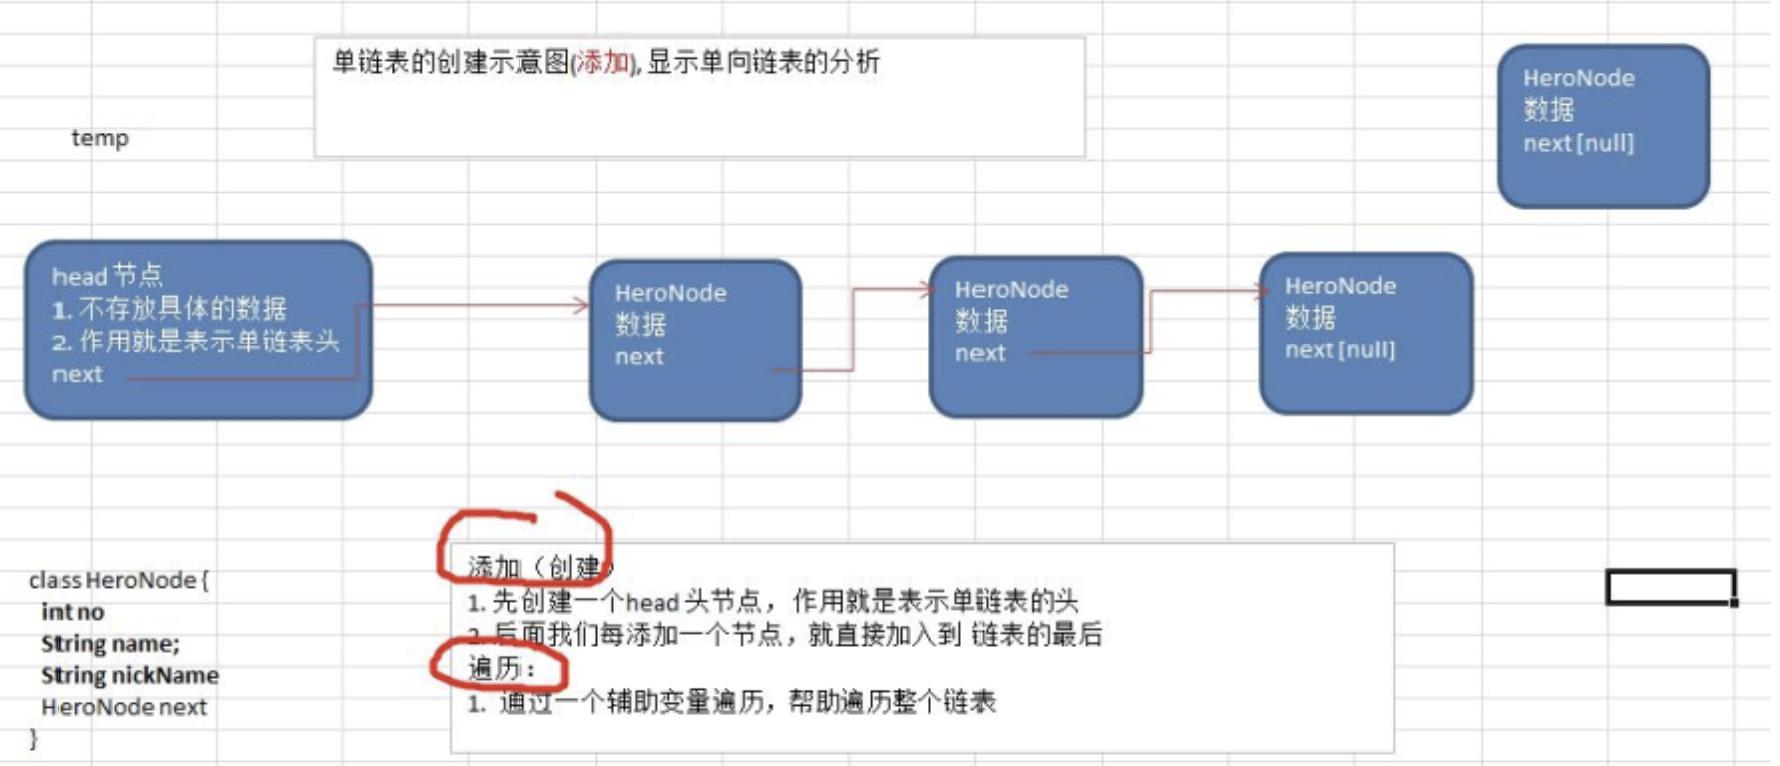 单链表的创建示意图(添加), 显示单向链表的分析
temp
HeroNode
数据
next [null]
head 节点
1. 不存放具体的数据
2. 作用就是表示单链表头
next
HeroNode
数据
next
HeroNode
数据
next
HeroNode
数据
next [null]
class HeroNode {
int no
String name;
String nickName
HeroNode next
}
添加（创建）
1. 先创建一个head 头节点，作用就是表示单链表的头
2. 后面我们每添加一个节点，就直接加入到 链表的最后
遍历：
1. 通过一个辅助变量遍历，帮助遍历整个链表